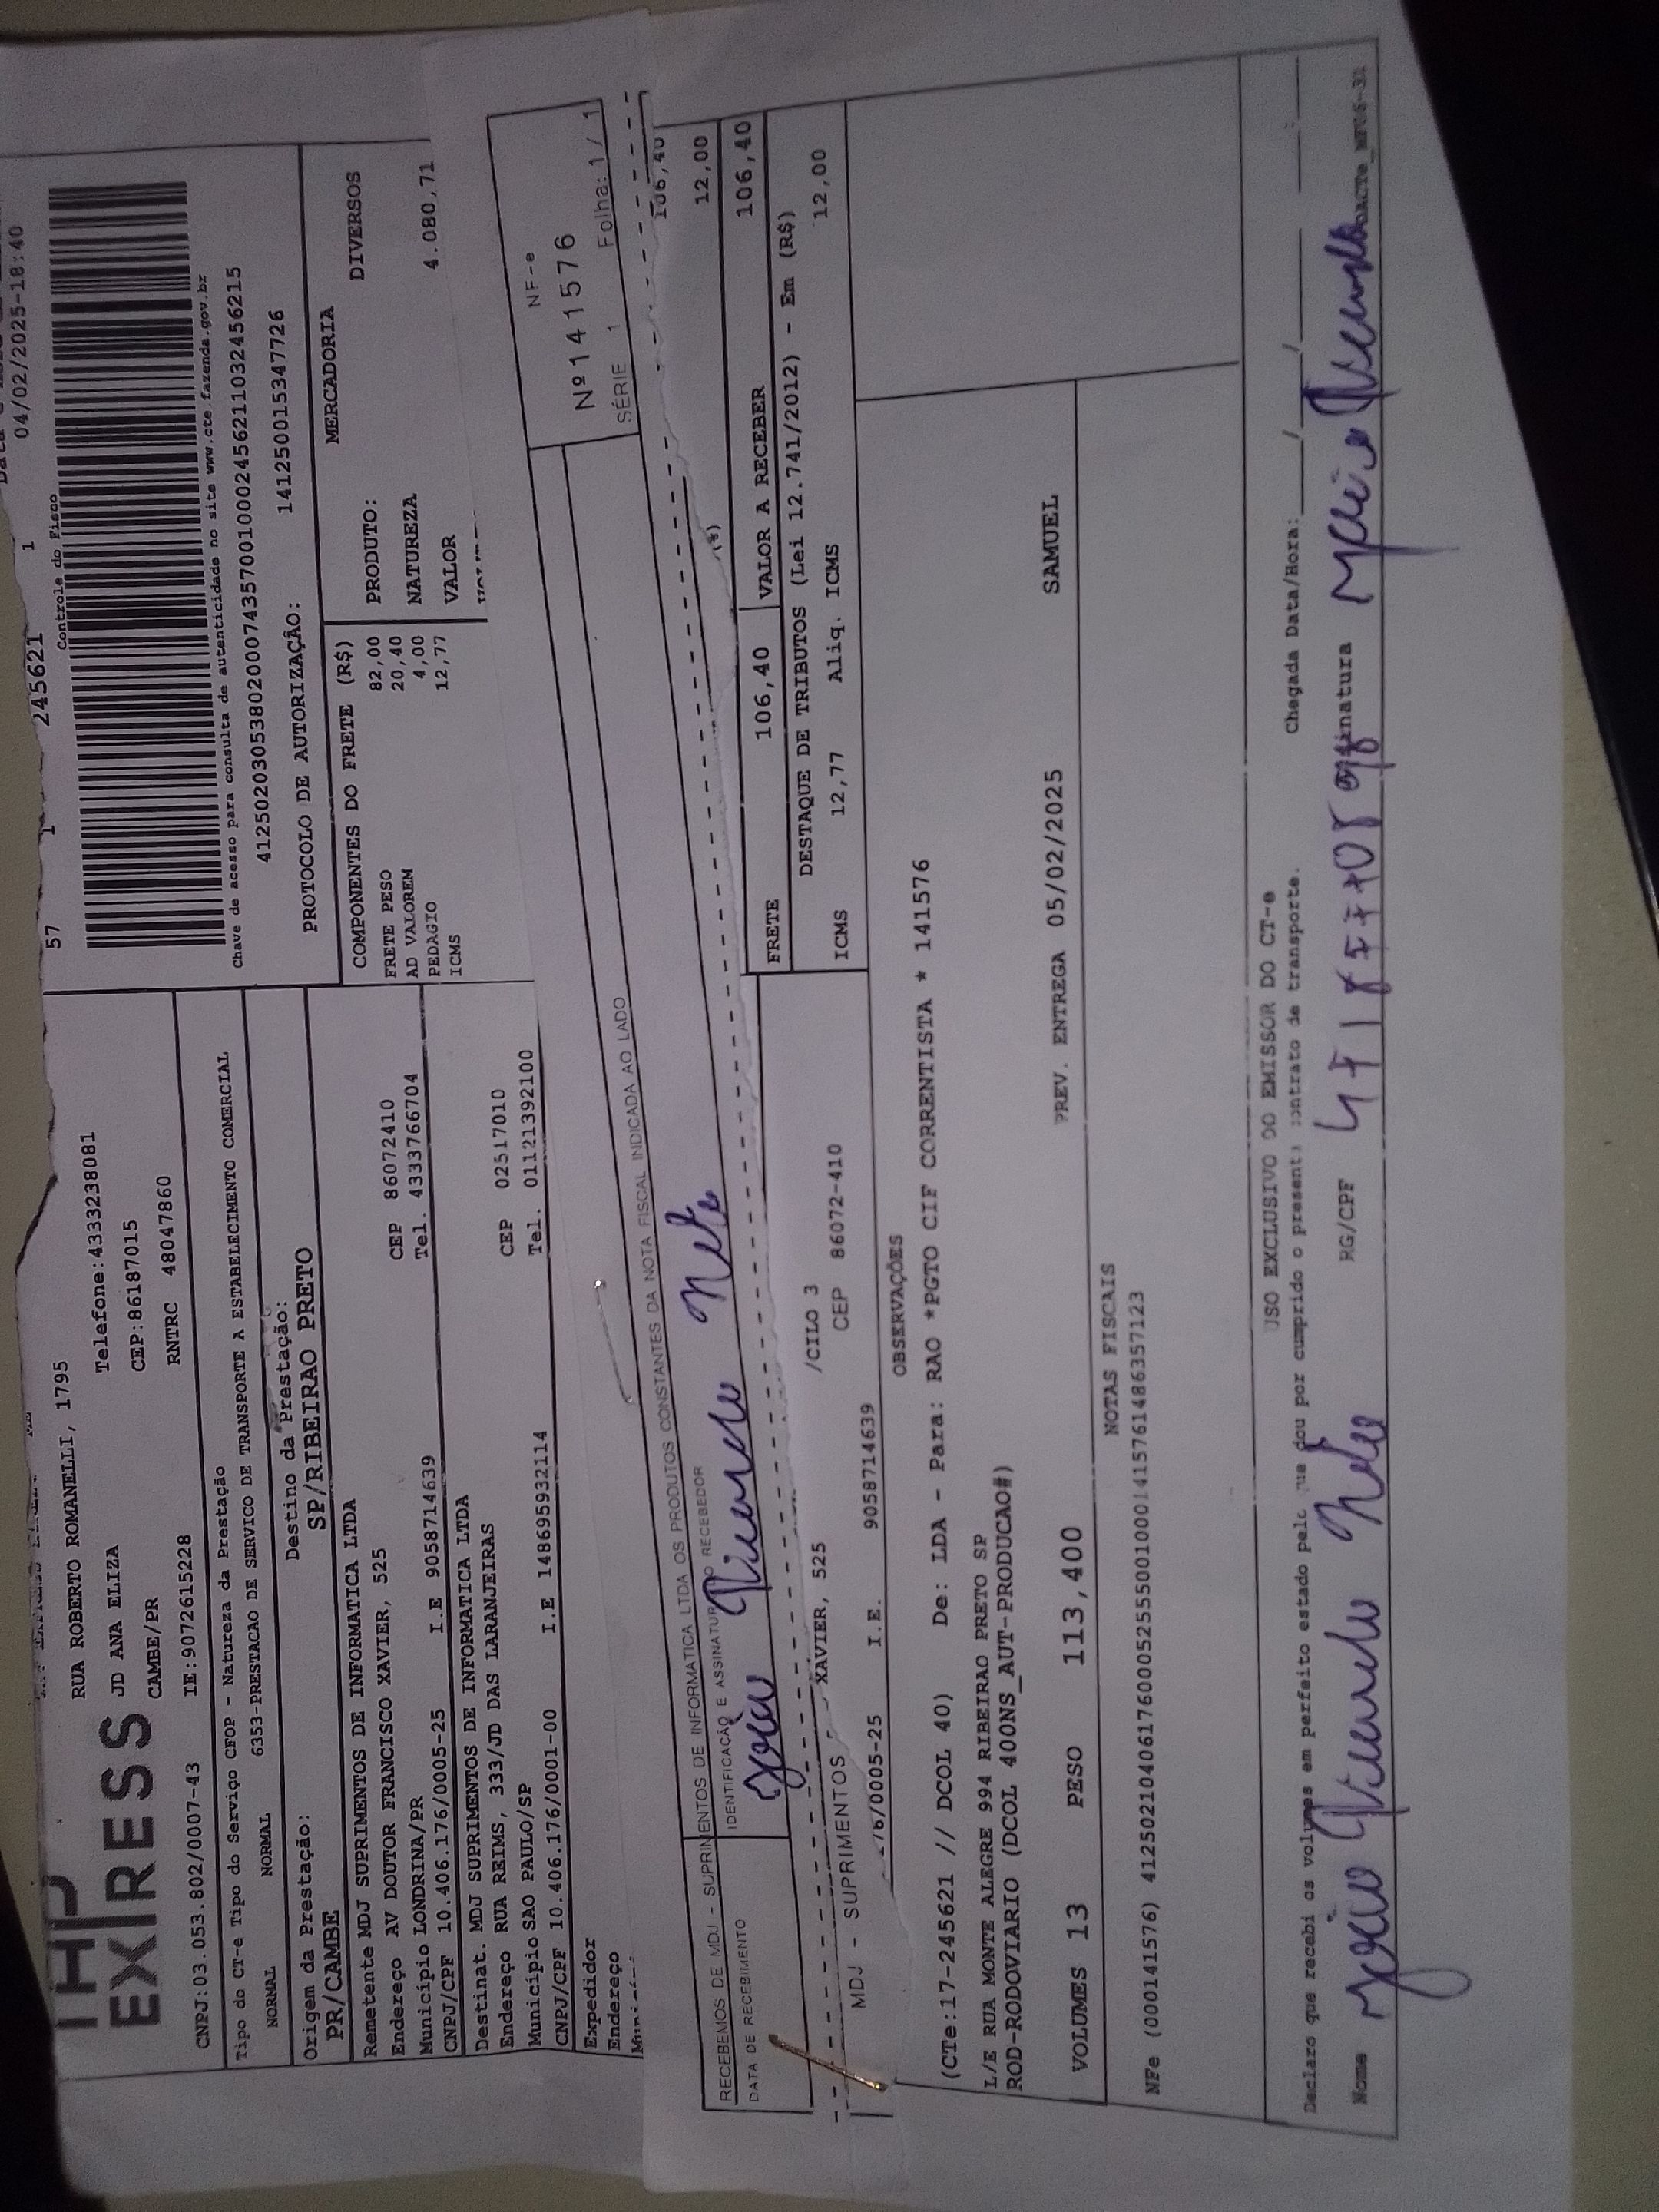 04/02/2025-18:40
57 1 245621 1
Controle do Fisco
EXPRESS
RUA ROBERTO ROMANELLI, 1795
Telefone:4333238081
JD ANA ELIZA
CEP:86187015
CAMBE/PR
RNTRC 48047860
CNPJ:03.053.802/0007-43 IE:9072615228
Chave de acesso para consulta de autenticidade no site www.cte.fazenda.gov.br
41250203053802000743570010002456211032456215
PROTOCOLO DE AUTORIZAÇÃO: 141250015347726
Tipo do CT-e Tipo do Serviço CFOP - Natureza da Prestação
NORMAL NORMAL 6353-PRESTACAO DE SERVICO DE TRANSPORTE A ESTABELECIMENTO COMERCIAL
Origem da Prestação: Destino da Prestação:
PR/CAMBE SP/RIBEIRAO PRETO
Remetente MDJ SUPRIMENTOS DE INFORMATICA LTDA
Endereço AV DOUTOR FRANCISCO XAVIER, 525 CEP 86072410
Município LONDRINA/PR Tel. 433376​6704
CNPJ/CPF 10.406.176/0005-25 I.E 9058714639
Destinat. MDJ SUPRIMENTOS DE INFORMATICA LTDA
Endereço RUA REIMS, 333/JD DAS LARANJEIRAS CEP 02517010
Município SAO PAULO/SP Tel. 01121392100
CNPJ/CPF 10.406.176/0001-00 I.E 148695932114
Expedidor
Endereço
COMPONENTES DO FRETE (R$)
FRETE PESO 82,00
AD VALOREM 20,40
PEDAGIO 4,00
ICMS 12,77
MERCADORIA
PRODUTO: DIVERSOS
NATUREZA
VALOR 4.080,71
NF-e
Nº141576
SÉRIE 1 Folha:1/ 1
RECEBEMOS DE MDJ - SUPRIMENTOS DE INFORMATICA LTDA OS PRODUTOS CONSTANTES DA NOTA FISCAL INDICADA AO LADO
DATA DE RECEBIMENTO
IDENTIFICAÇÃO E ASSINATURA DO RECEBEDOR
106,40
12,00
MDJ - SUPRIMENTOS
XAVIER, 525 /CILO 3
CEP 86072-410
/0005-25 I.E. 9058714639
FRETE 106,40 VALOR A RECEBER 106,40
DESTAQUE DE TRIBUTOS (Lei 12.741/2012) - Em (R$)
ICMS 12,77 Aliq. ICMS 12,00
OBSERVAÇÕES
(CTe:17-245621 // DCOL 40) De: LDA - Para: RAO *PGTO CIF CORRENTISTA * 141576
L/E RUA MONTE ALEGRE 994 RIBEIRAO PRETO SP
ROD-RODOVIARIO (DCOL 400NS_AUT-PRODUCAO#)
VOLUMES 13 PESO 113,400 PREV. ENTREGA 05/02/2025 SAMUEL
NOTAS FISCAIS
NFe (000141576) 41250210406176000525550010001415761486357123
USO EXCLUSIVO DO EMISSOR DO CT-e
Declaro que recebi os volumes em perfeito estado pelo que dou por cumprido o presente contrato de transporte. Chegada Data/Hora:
Nome RG/CPF Assinatura